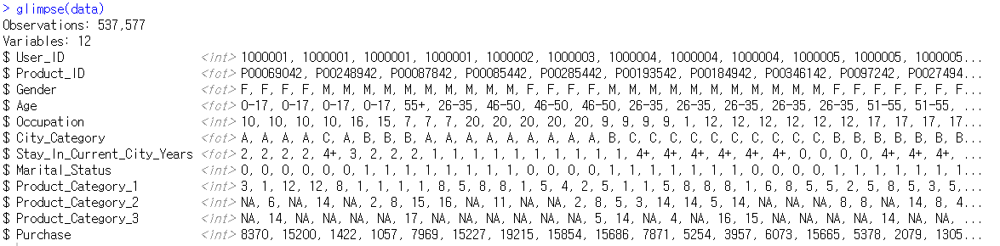 > glimpse(data)
Observations: 537,577
Variables: 12
$ User_ID <int> 1000001, 1000001, 1000001, 1000001, 1000002, 1000003, 1000004, 1000004, 1000004, 1000005, 1000005, 1000005...
$ Product_ID <fct> P00069042, P00248942, P00087842, P00085442, P00285442, P00193542, P00184942, P00346142, P0097242, P0027494...
$ Gender <fct> F, F, F, F, M, M, M, M, M, M, M, M, M, M, F, F, F, F, M, M, M, M, M, M, M, M, M, M, M, F, F, F, F, F, F, F...
$ Age <fct> 0-17, 0-17, 0-17, 0-17, 55+, 26-35, 46-50, 46-50, 46-50, 26-35, 26-35, 26-35, 26-35, 26-35, 51-55, 51-55, ...
$ Occupation <int> 10, 10, 10, 10, 16, 15, 7, 7, 7, 20, 20, 20, 20, 20, 9, 9, 9, 9, 1, 12, 12, 12, 12, 12, 12, 17, 17, 17, 17...
$ City_Category <fct> A, A, A, A, C, A, B, B, B, A, A, A, A, A, A, A, A, A, B, C, C, C, C, C, C, C, C, C, C, B, B, B, B, B, B, B...
$ Stay_In_Current_City_Years <fct> 2, 2, 2, 2, 4+, 3, 2, 2, 2, 1, 1, 1, 1, 1, 1, 1, 1, 1, 1, 4+, 4+, 4+, 4+, 4+, 4+, 0, 0, 0, 0, 4+, 4+, 4+, ...
$ Marital_Status <int> 0, 0, 0, 0, 0, 0, 1, 1, 1, 1, 1, 1, 1, 1, 0, 0, 0, 0, 1, 1, 1, 1, 1, 1, 1, 0, 0, 0, 0, 1, 1, 1, 1, 1, 1, 1...
$ Product_Category_1 <int> 3, 1, 12, 12, 8, 1, 1, 1, 1, 8, 5, 8, 8, 1, 5, 4, 2, 5, 1, 1, 5, 8, 8, 8, 1, 6, 8, 5, 5, 2, 5, 8, 5, 3, 5,...
$ Product_Category_2 <int> NA, 6, NA, 14, NA, 2, 8, 15, 16, NA, 11, NA, NA, 2, 8, 5, 3, 14, 14, 5, 14, NA, NA, NA, 8, 8, NA, 14, 8, 4...
$ Product_Category_3 <int> NA, 14, NA, NA, NA, NA, 17, NA, NA, NA, NA, NA, NA, 5, 14, NA, 4, NA, 16, 15, NA, NA, NA, NA, NA, NA, NA, ...
$ Purchase <int> 8370, 15200, 1422, 1057, 7969, 15227, 19215, 15854, 15686, 7871, 5254, 3957, 6073, 15665, 5378, 2079, 1305...